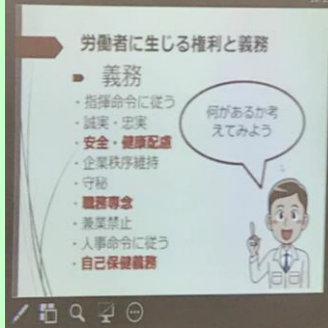 労働者に生じる権利と義務
義務
・指揮命令に従う
・誠実・忠実
・安全・健康配慮
・企業秩序維持
・守秘
・職務専念
・兼業禁止
・人事命令に従う
・自己保健義務
何があるか考
えてみよう